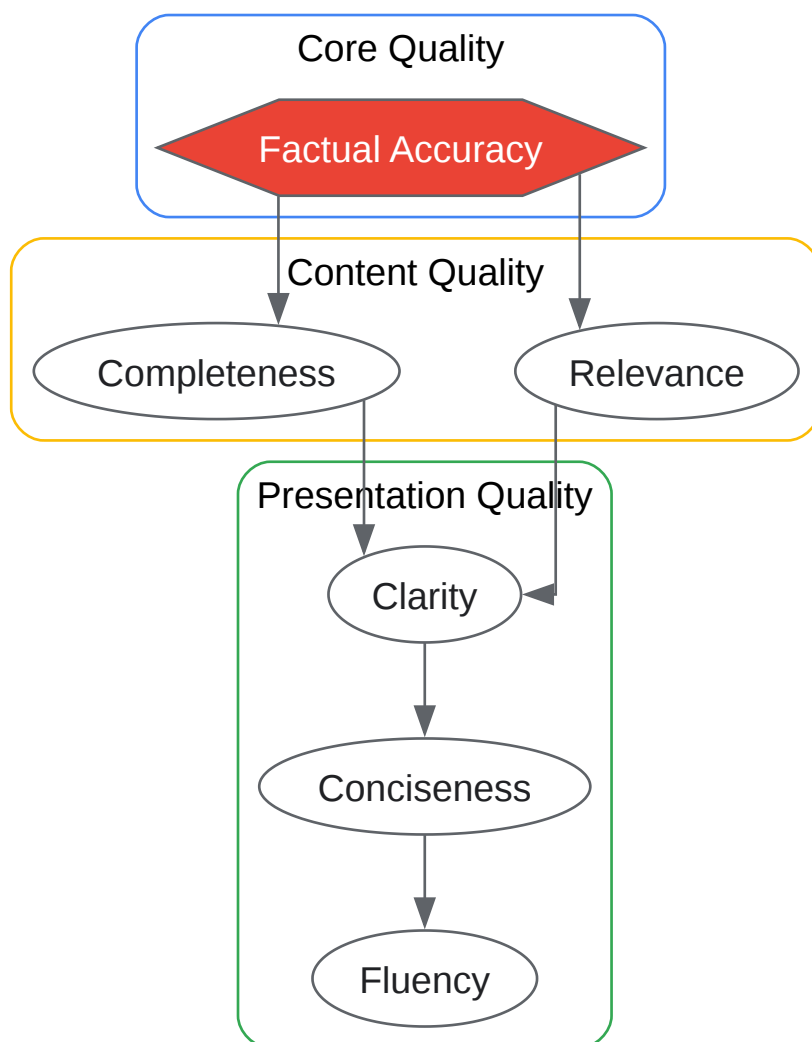 Core Quality
Factual Accuracy
Content Quality
Completeness
Relevance
Presentation Quality
Clarity
Conciseness
Fluency